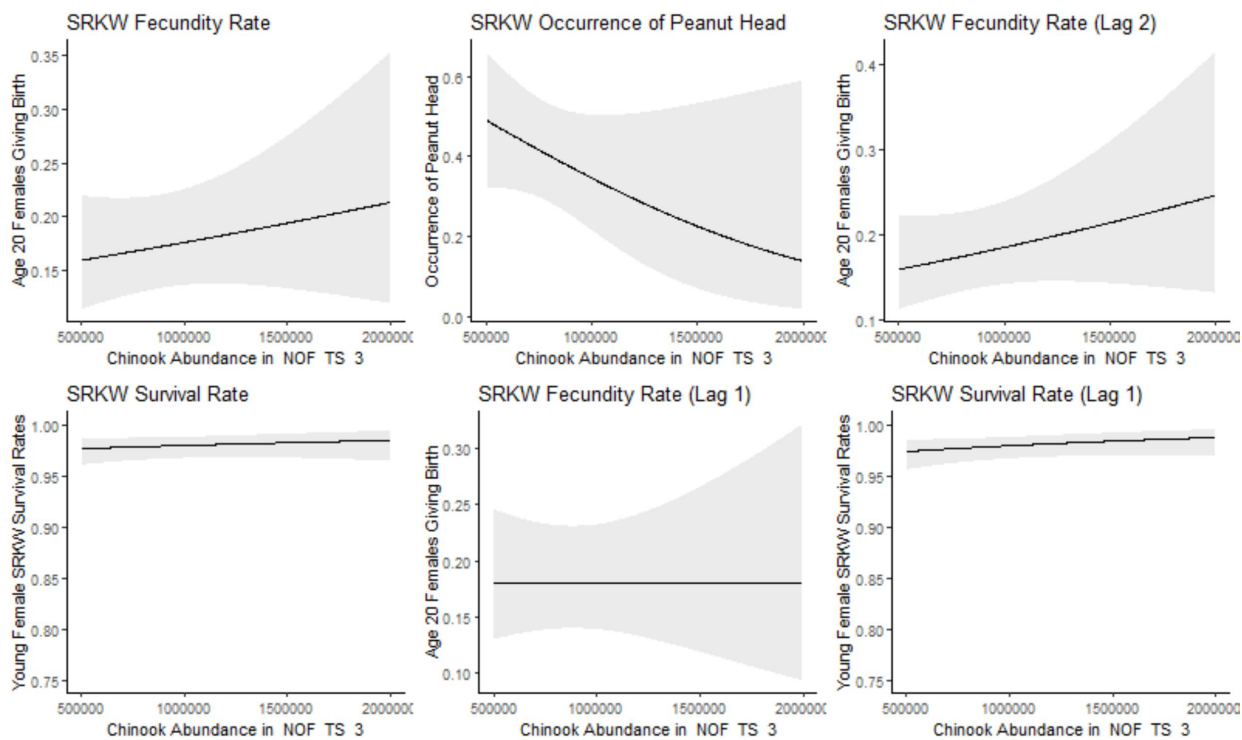 SRKW Fecundity Rate
Age 20 Females Giving Birth
0.35
0.30
0.25
0.20
0.15
500000 1000000 1500000 2000000
Chinook Abundance in NOF TS 3
SRKW Occurrence of Peanut Head
Occurrence of Peanut Head
0.6
0.4
0.2
0.0
500000 1000000 1500000 2000000
Chinook Abundance in NOF TS 3
SRKW Fecundity Rate (Lag 2)
Age 20 Females Giving Birth
0.4
0.3
0.2
0.1
500000 1000000 1500000 2000000
Chinook Abundance in NOF TS 3
SRKW Survival Rate
Young Female SRKW Survival Rates
1.00
0.95
0.90
0.85
0.80
0.75
500000 1000000 1500000 2000000
Chinook Abundance in NOF TS 3
SRKW Fecundity Rate (Lag 1)
Age 20 Females Giving Birth
0.30
0.25
0.20
0.15
0.10
500000 1000000 1500000 2000000
Chinook Abundance in NOF TS 3
SRKW Survival Rate (Lag 1)
Young Female SRKW Survival Rates
1.00
0.95
0.90
0.85
0.80
0.75
500000 1000000 1500000 2000000
Chinook Abundance in NOF TS 3